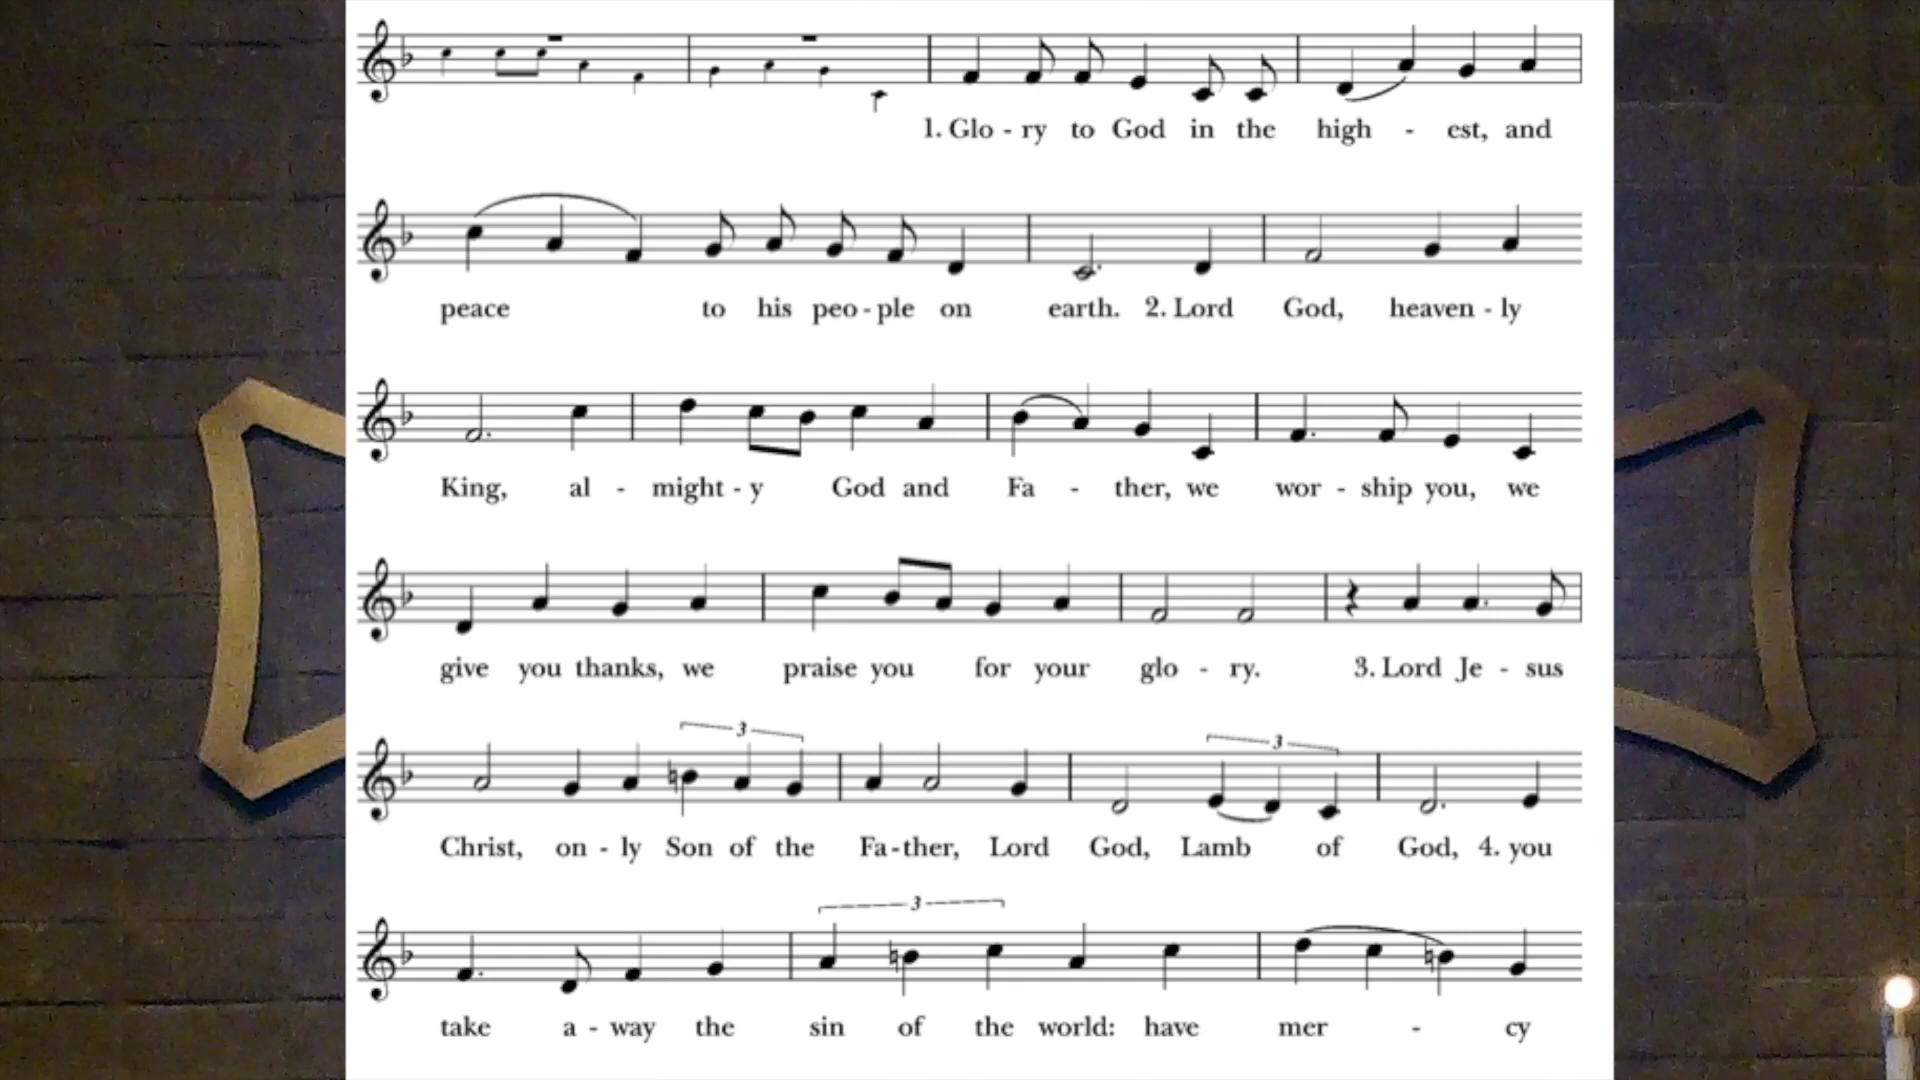 1. Glo - ry to God in the high - est, and
peace to his peo - ple on earth. 2. Lord God, heaven - ly
King, al - might - y God and Fa - ther, we wor - ship you, we
give you thanks, we praise you for your glo - ry. 3. Lord Je - sus
3 3
Christ, on - ly Son of the Fa - ther, Lord God, Lamb of God, 4. you
3
take a - way the sin of the world: have mer - cy